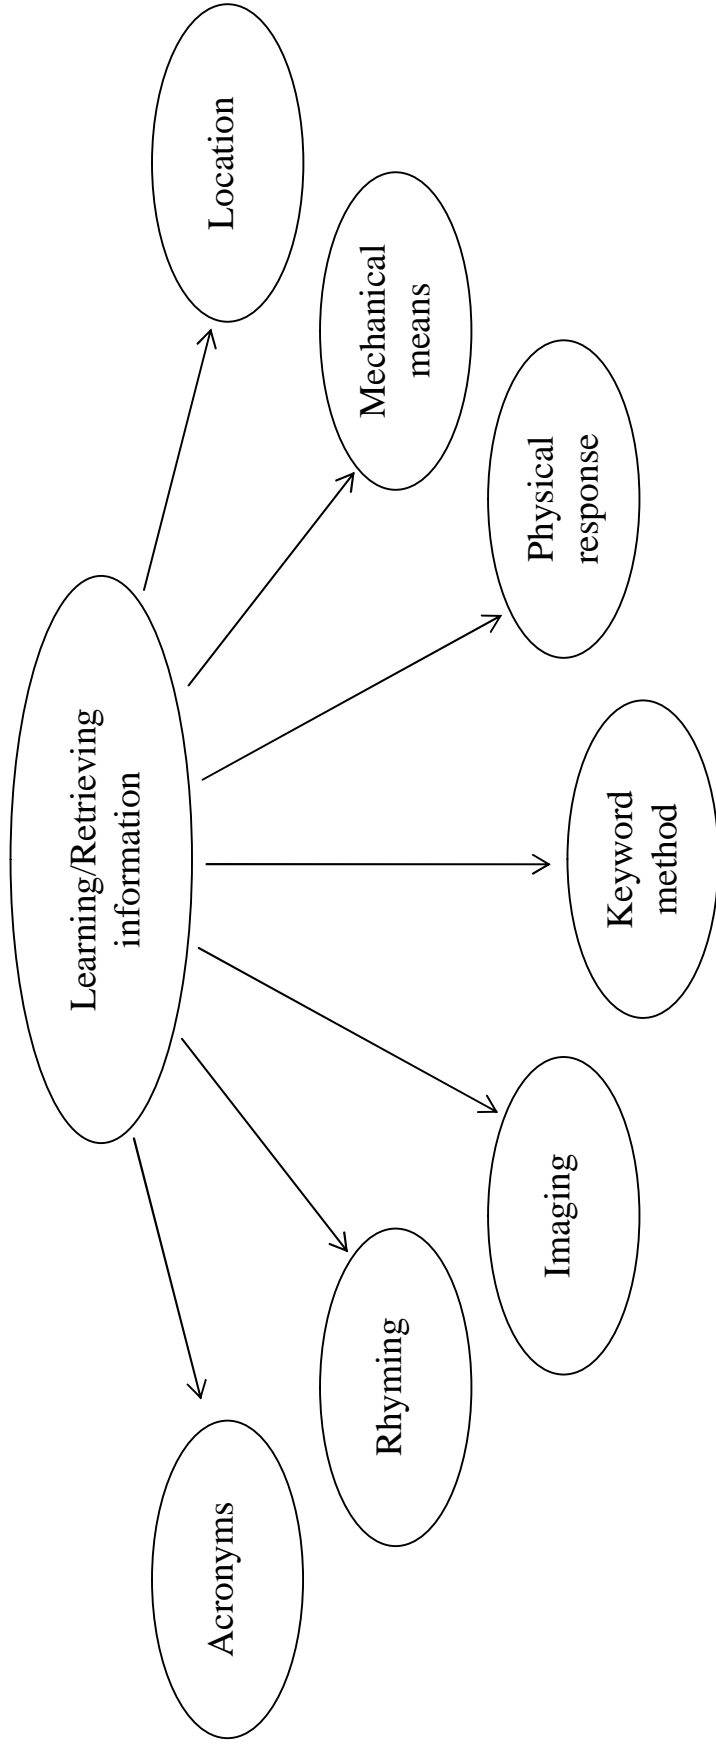 Learning/Retrieving
information
Acronyms
Rhyming
Imaging
Keyword
method
Physical
response
Mechanical
means
Location